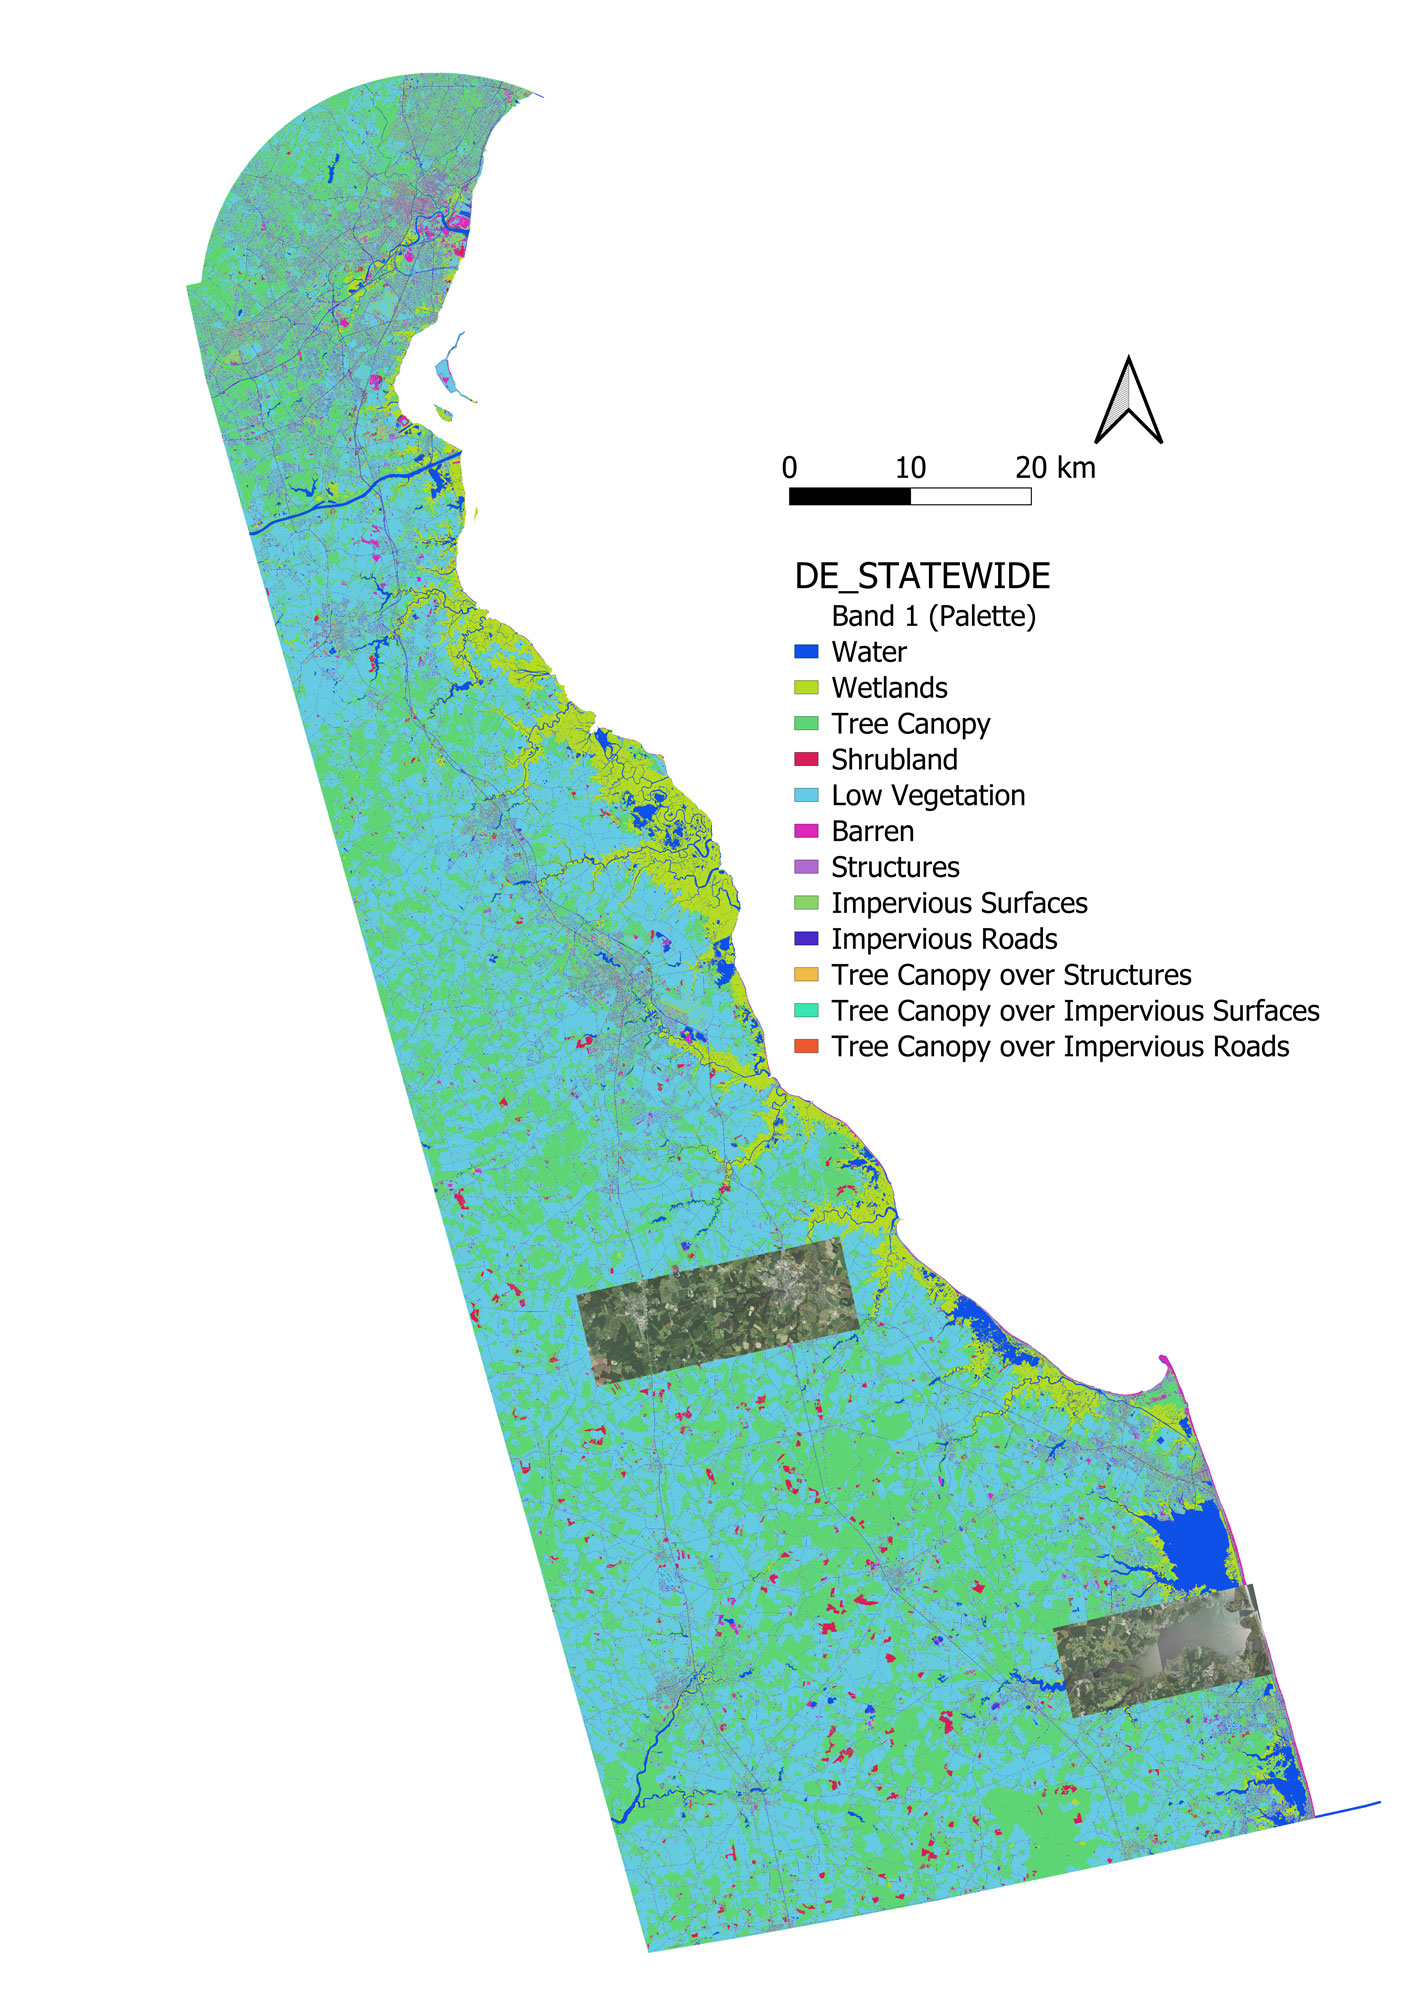 0 10 20 km
DE_STATEWIDE
Band 1 (Palette)
Water
Wetlands
Tree Canopy
Shrubland
Low Vegetation
Barren
Structures
Impervious Surfaces
Impervious Roads
Tree Canopy over Structures
Tree Canopy over Impervious Surfaces
Tree Canopy over Impervious Roads